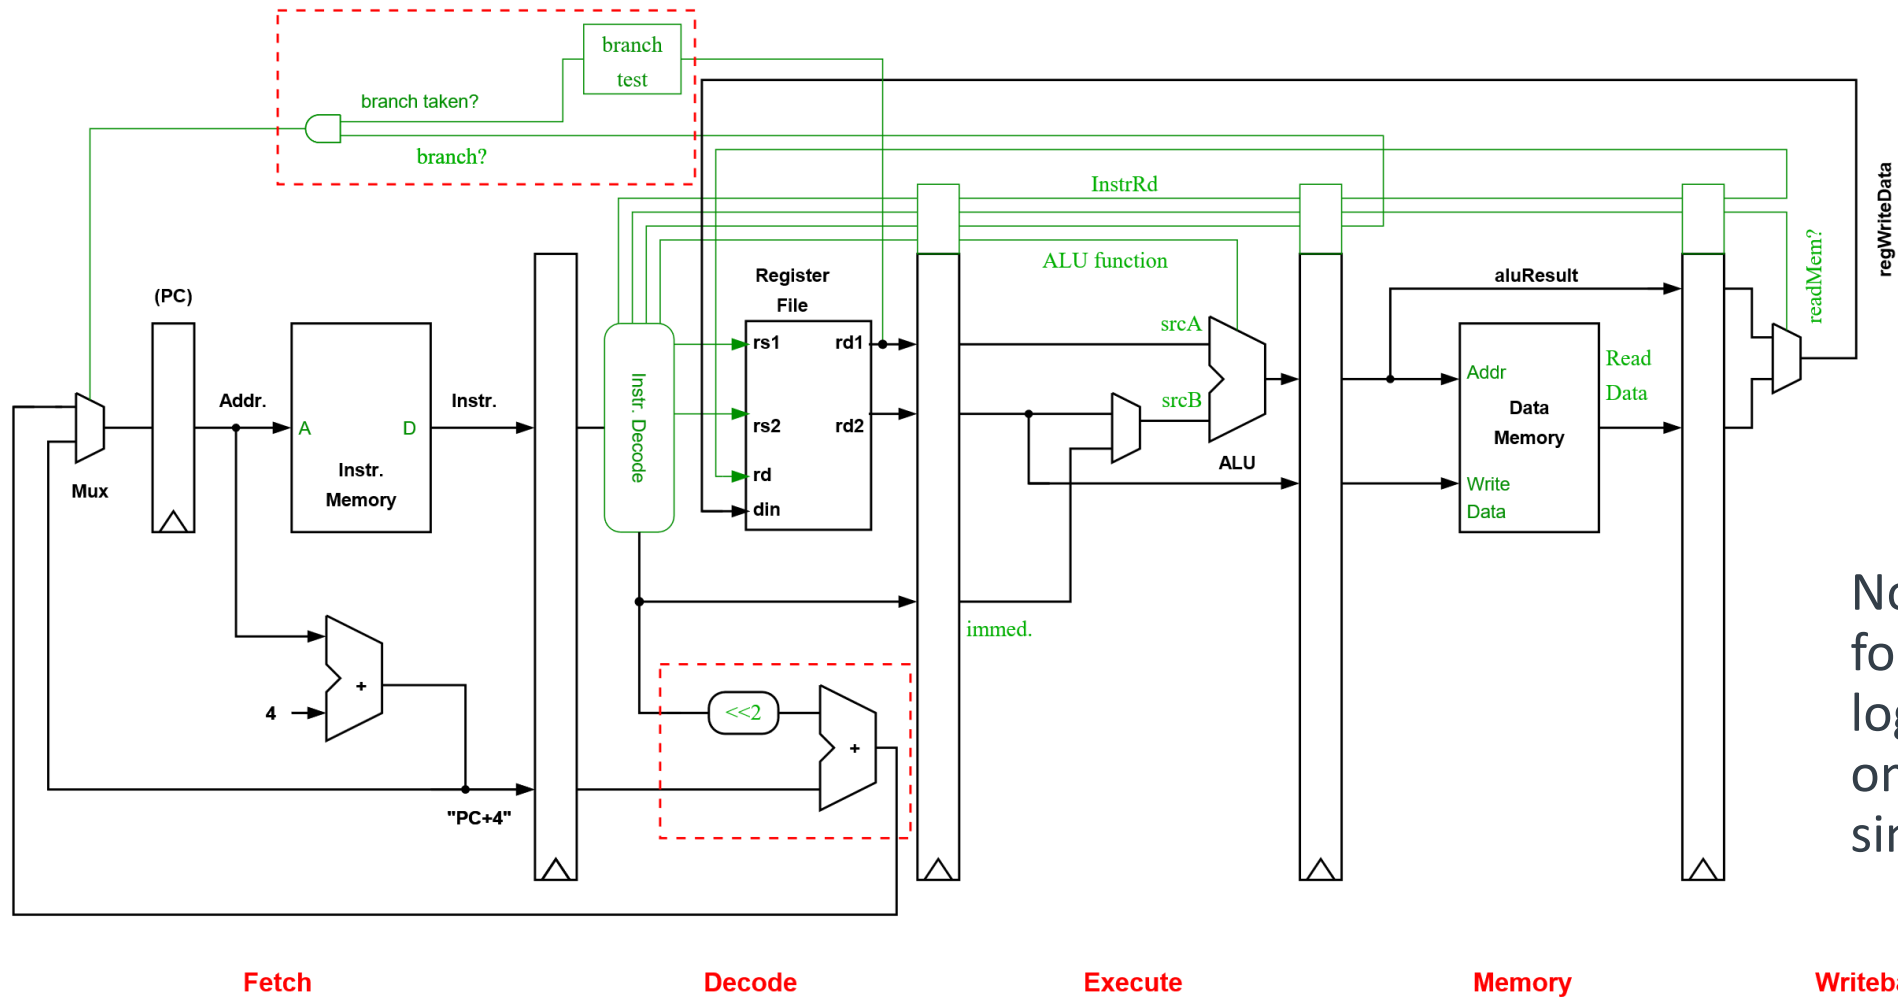 branch
test
branch taken?
branch?
InstrRd
regWriteData
ALU function
readMem?
Register
File
aluResult
(PC)
rs1
rd1
srcA
Read
Data
Addr
Addr.
Instr.
A
D
Instr. Decode
rs2
rd2
srcB
Data
Memory
Instr.
Memory
ALU
Mux
rd
din
Write
Data
immed.
4
+
<<2
+
"PC+4"
Fetch
Decode
Execute
Memory